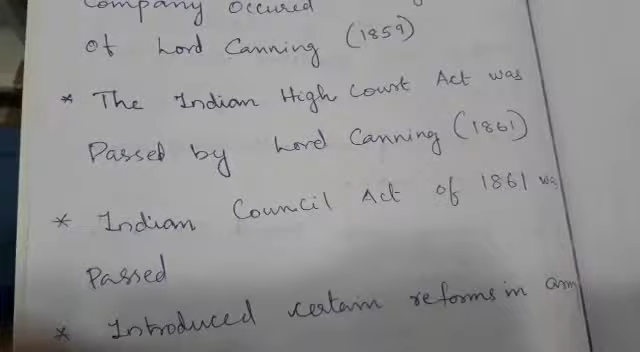 Company Occured
of Lord Canning (1859)
* The Indian High Court Act was
Passed by Lord Canning (1861)
* Indian Council Act of 1861 was
Passed
* Introduced certain reforms in arm